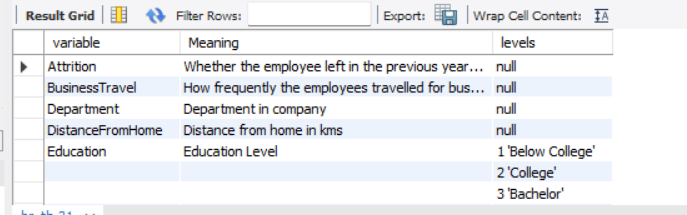 Result Grid Filter Rows: Export: Wrap Cell Content: IA
variable Meaning levels
Attrition Whether the employee left in the previous year... null
BusinessTravel How frequently the employees travelled for bus... null
Department Department in company null
DistanceFromHome Distance from home in kms null
Education Education Level 1 'Below College'
2 'College'
3 'Bachelor'